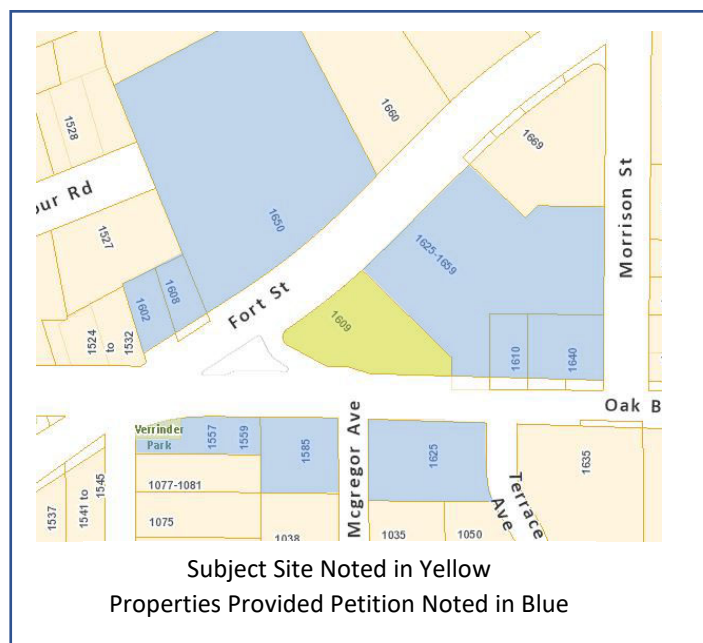 1528
our Rd
1527
1524
to
1532
1602
1608
1650
1660
Fort St
1669
1625-1659
Morrison St
1609
1610
1640
Oak B
Verrinder
Park
1557
1559
1585
Mcgregor Ave
1625
Terrace
Ave
1635
1077-1081
1075
1038
1035
1050
1537
1541 to
1545
Subject Site Noted in Yellow
Properties Provided Petition Noted in Blue